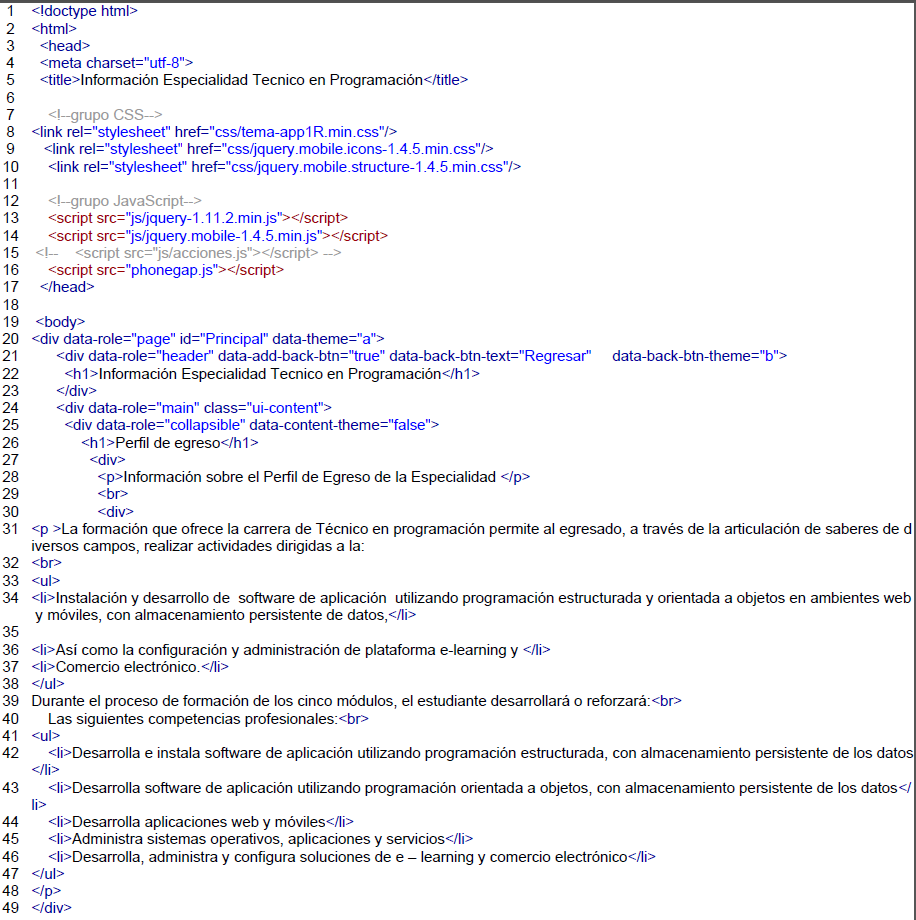 1 <!doctype html>
2 <html>
3 <head>
4 <meta charset="utf-8">
5 <title>Información Especialidad Tecnico en Programación</title>
6
7 <!--grupo CSS-->
8 <link rel="stylesheet" href="css/tema-app1R.min.css"/>
9 <link rel="stylesheet" href="css/jquery.mobile.icons-1.4.5.min.css"/>
10 <link rel="stylesheet" href="css/jquery.mobile.structure-1.4.5.min.css"/>
11
12 <!--grupo JavaScript-->
13 <script src="js/jquery-1.11.2.min.js"></script>
14 <script src="js/jquery.mobile-1.4.5.min.js"></script>
15 <!-- <script src="js/acciones.js"></script> -->
16 <script src="phonegap.js"></script>
17 </head>
18
19 <body>
20 <div data-role="page" id="Principal" data-theme="a">
21 <div data-role="header" data-add-back-btn="true" data-back-btn-text="Regresar" data-back-btn-theme="b">
22 <h1>Información Especialidad Tecnico en Programación</h1>
23 </div>
24 <div data-role="main" class="ui-content">
25 <div data-role="collapsible" data-content-theme="false">
26 <h1>Perfil de egreso</h1>
27 <div>
28 <p>Información sobre el Perfil de Egreso de la Especialidad </p>
29 <br>
30 <div>
31 <p >La formación que ofrece la carrera de Técnico en programación permite al egresado, a través de la articulación de saberes de d
iversos campos, realizar actividades dirigidas a la:
32 <br>
33 <ul>
34 <li>Instalación y desarrollo de software de aplicación utilizando programación estructurada y orientada a objetos en ambientes web
y móviles, con almacenamiento persistente de datos,</li>
35
36 <li>Así como la configuración y administración de plataforma e-learning y </li>
37 <li>Comercio electrónico.</li>
38 </ul>
39 Durante el proceso de formación de los cinco módulos, el estudiante desarrollará o reforzará:<br>
40 Las siguientes competencias profesionales:<br>
41 <ul>
42 <li>Desarrolla e instala software de aplicación utilizando programación estructurada, con almacenamiento persistente de los datos
</li>
43 <li>Desarrolla software de aplicación utilizando programación orientada a objetos, con almacenamiento persistente de los datos</
li>
44 <li>Desarrolla aplicaciones web y móviles</li>
45 <li>Administra sistemas operativos, aplicaciones y servicios</li>
46 <li>Desarrolla, administra y configura soluciones de e – learning y comercio electrónico</li>
47 </ul>
48 </p>
49 </div>